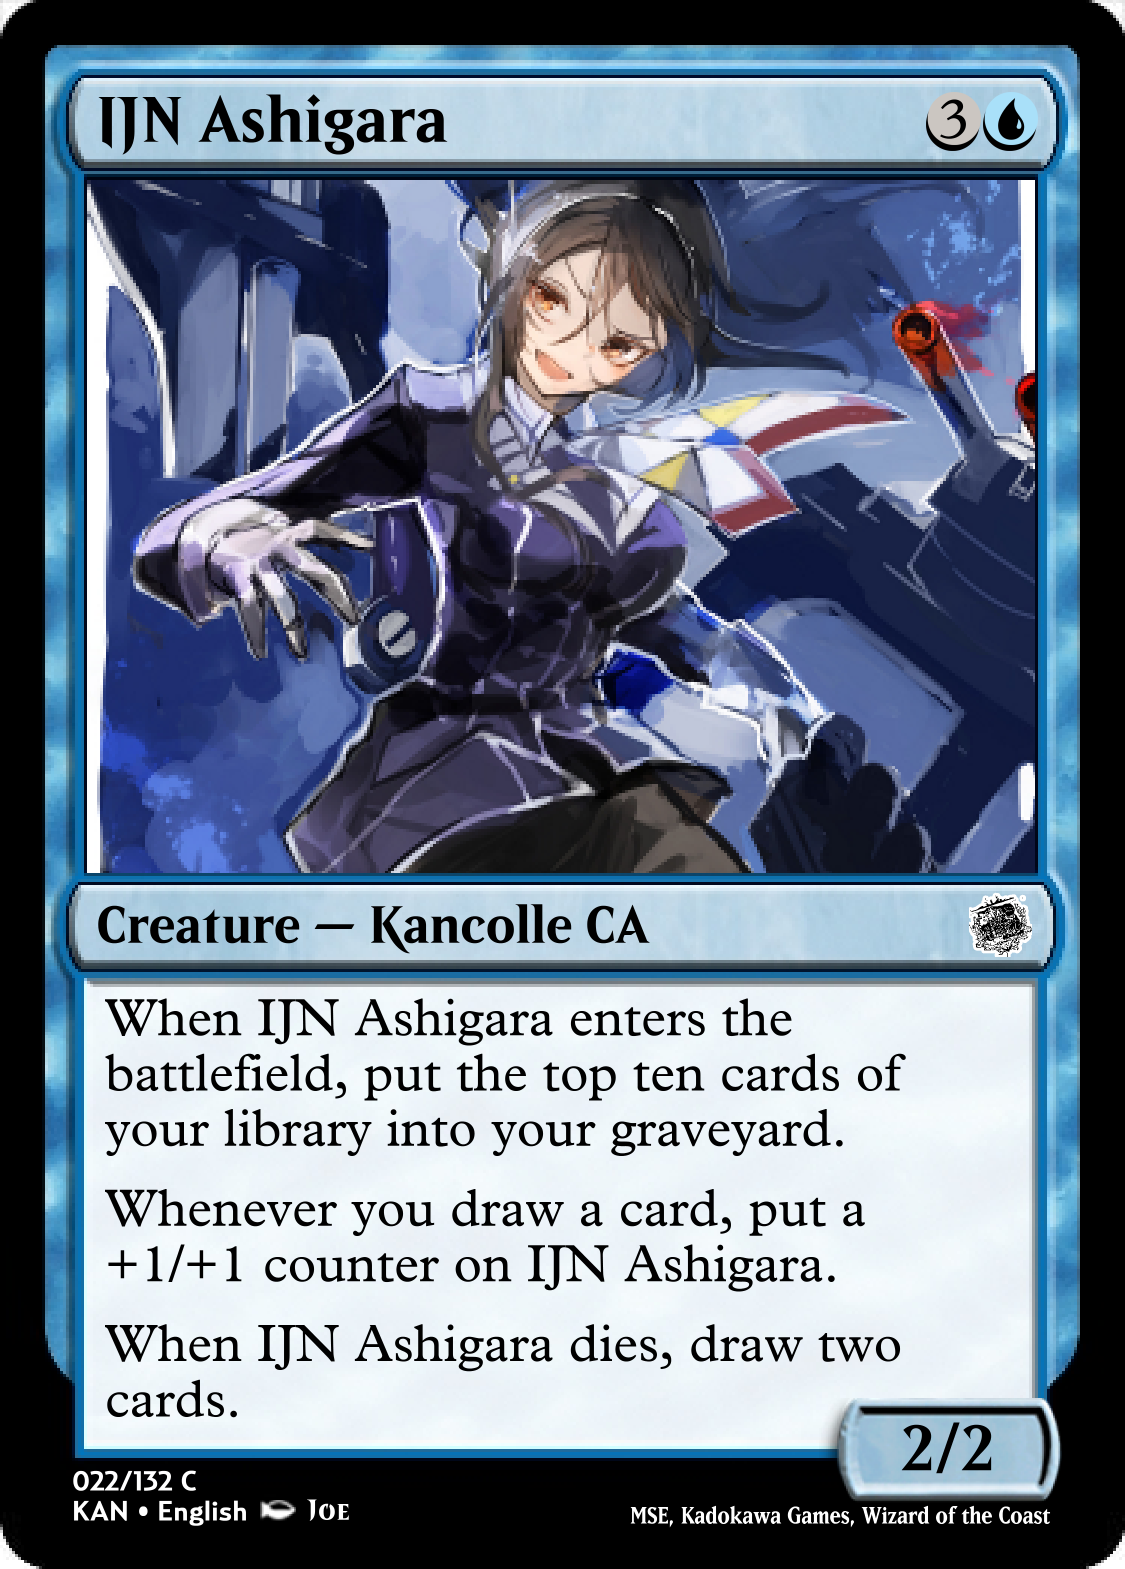 IJN Ashigara 3
Creature — Kancolle CA
When IJN Ashigara enters the
battlefield, put the top ten cards of
your library into your graveyard.
Whenever you draw a card, put a
+1/+1 counter on IJN Ashigara.
When IJN Ashigara dies, draw two
cards.
2/2
022/132 C
KAN • English Joe
MSE, Kadokawa Games, Wizard of the Coast